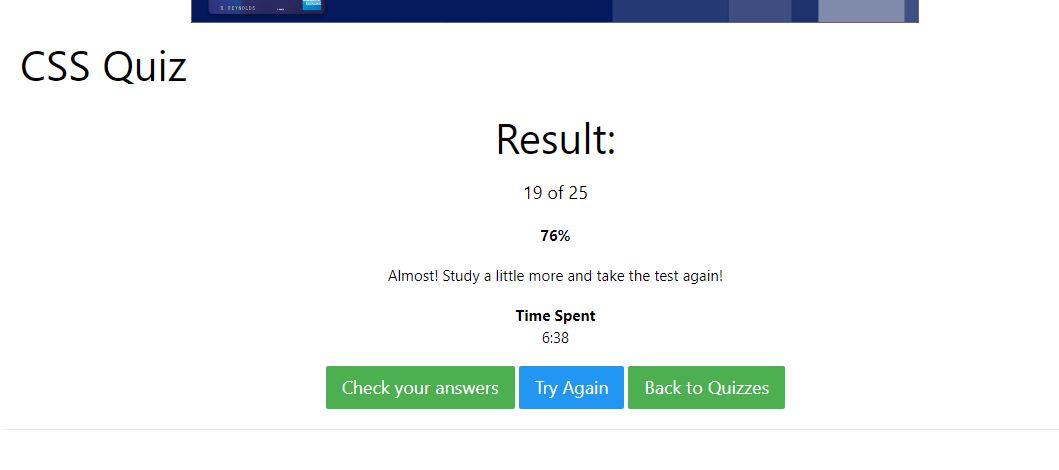 B REYNOLDS
CSS Quiz
Result:
19 of 25
76%
Almost! Study a little more and take the test again!
Time Spent
6:38
Check your answers
Try Again
Back to Quizzes